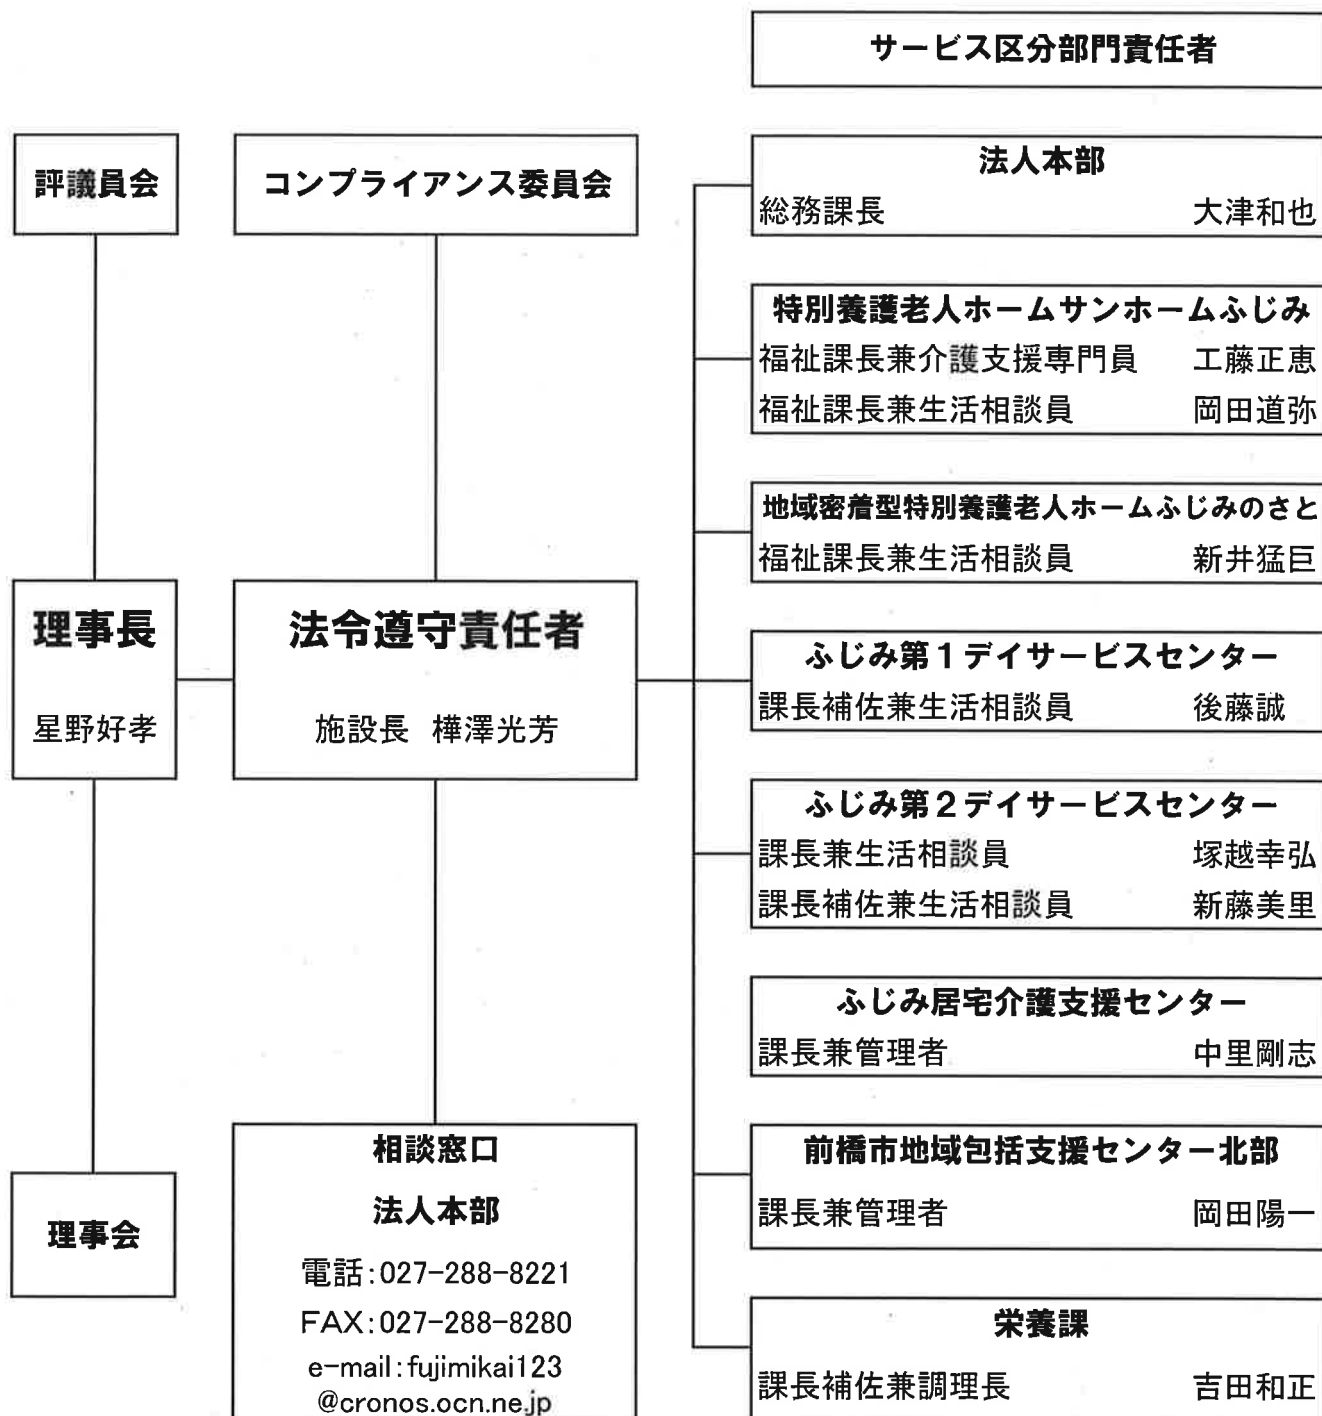 サービス区分部門責任者
評議員会
コンプライアンス委員会
理事長
星野好孝
法令遵守責任者
施設長 樺澤光芳
理事会
相談窓口
法人本部
電話:027-288-8221
FAX:027-288-8280
e-mail:fujimikai123
@cronos.ocn.ne.jp
法人本部
総務課長 大津和也
特別養護老人ホームサンホームふじみ
福祉課長兼介護支援専門員 工藤正恵
福祉課長兼生活相談員 岡田道弥
地域密着型特別養護老人ホームふじみのさと
福祉課長兼生活相談員 新井猛巨
ふじみ第1デイサービスセンター
課長補佐兼生活相談員 後藤誠
ふじみ第2デイサービスセンター
課長兼生活相談員 塚越幸弘
課長補佐兼生活相談員 新藤美里
ふじみ居宅介護支援センター
課長兼管理者 中里剛志
前橋市地域包括支援センター北部
課長兼管理者 岡田陽一
栄養課
課長補佐兼調理長 吉田和正